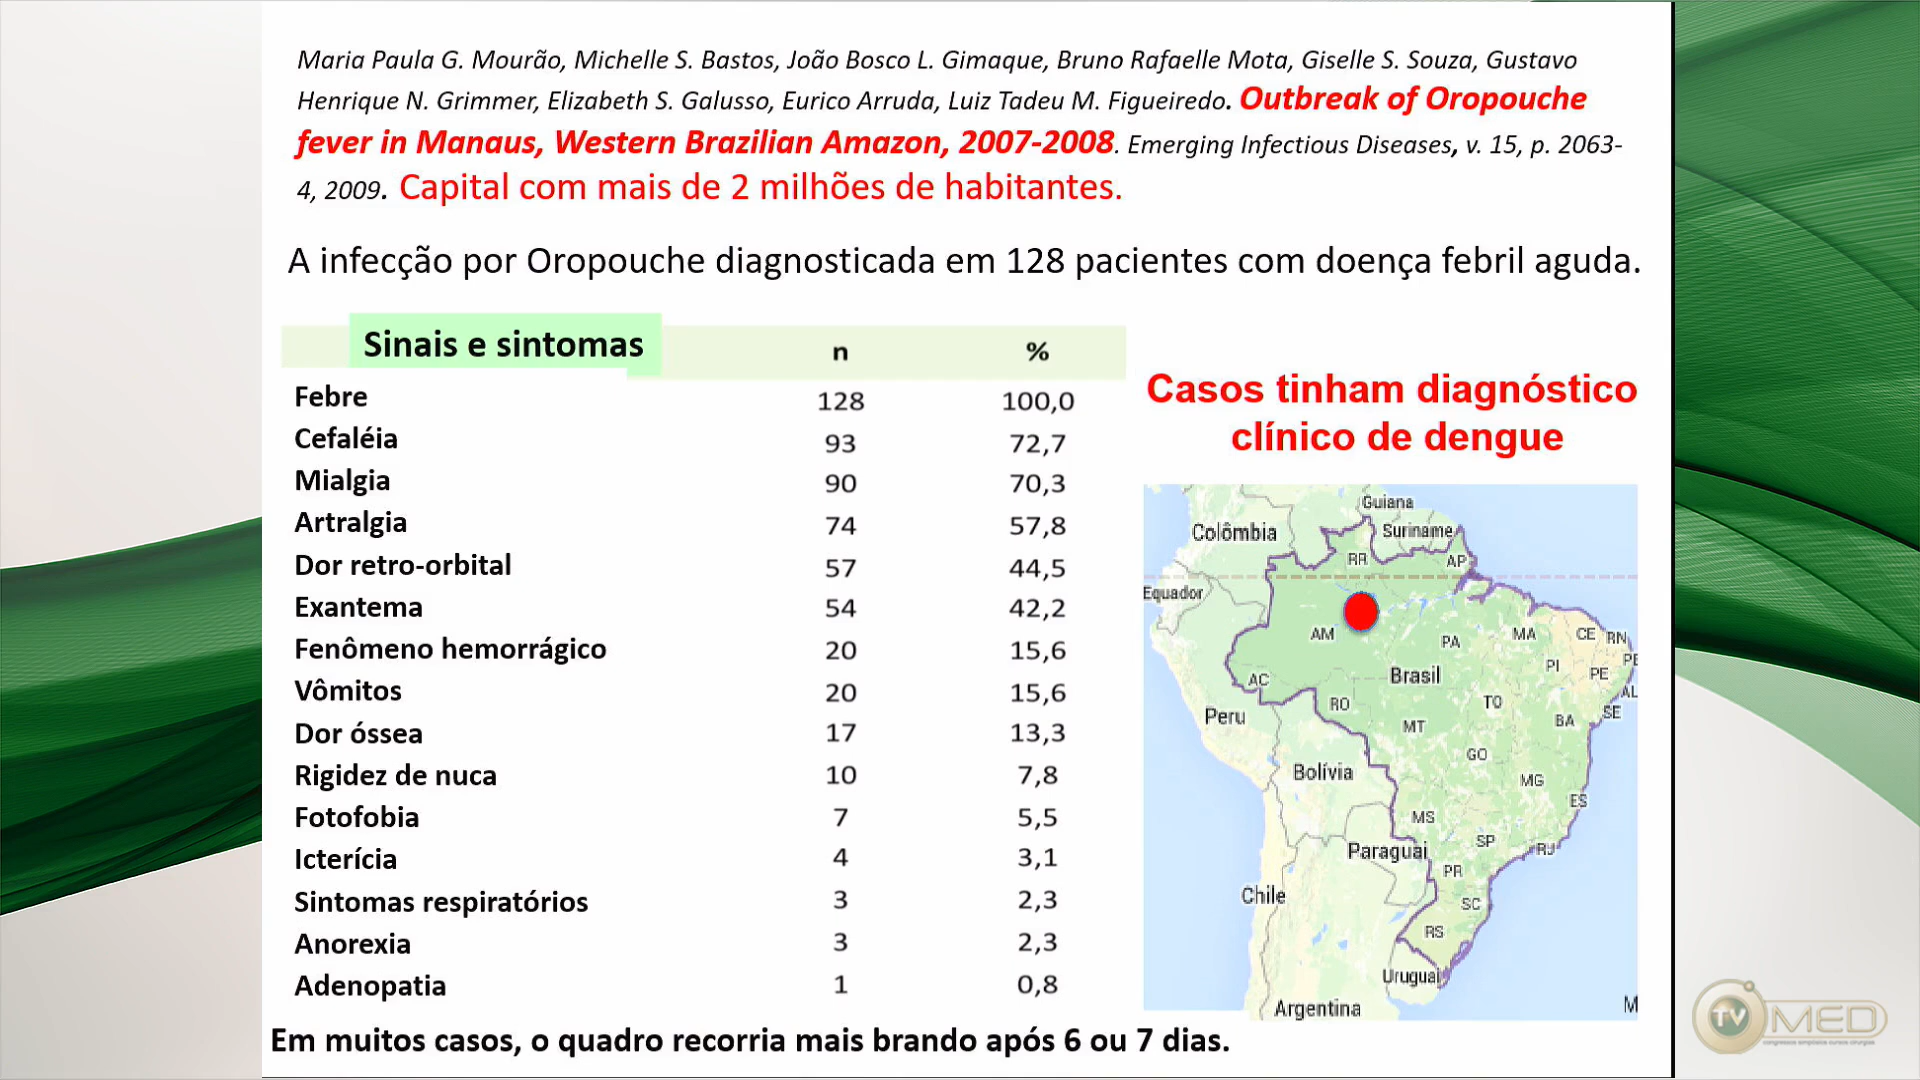 Maria Paula G. Mourão, Michelle S. Bastos, João Bosco L. Gimaque, Bruno Rafaelle Mota, Giselle S. Souza, Gustavo
Henrique N. Grimmer, Elizabeth S. Galusso, Eurico Arruda, Luiz Tadeu M. Figueiredo. Outbreak of Oropouche
fever in Manaus, Western Brazilian Amazon, 2007-2008. Emerging Infectious Diseases, v. 15, p. 2063-
4, 2009. Capital com mais de 2 milhões de habitantes.
A infecção por Oropouche diagnosticada em 128 pacientes com doença febril aguda.
Sinais e sintomas n %
Febre 128 100,0
Cefaléia 93 72,7
Mialgia 90 70,3
Artralgia 74 57,8
Dor retro-orbital 57 44,5
Exantema 54 42,2
Fenômeno hemorrágico 20 15,6
Vômitos 20 15,6
Dor óssea 17 13,3
Rigidez de nuca 10 7,8
Fotofobia 7 5,5
Icterícia 4 3,1
Sintomas respiratórios 3 2,3
Anorexia 3 2,3
Adenopatia 1 0,8
Em muitos casos, o quadro recorria mais brando após 6 ou 7 dias.
Casos tinham diagnóstico
clínico de dengue
Guiana
Colômbia
Suriname
RR
AP
Equador
AM
PA
MA
CE
RN
PI
PE
PE
AL
AC
Brasil
RO
TO
SE
BA
Peru
MT
GO
Bolívia
MG
ES
MS
SP
RJ
Paraguai
PR
Chile
SC
RS
Uruguai
Argentina
M
TV MED